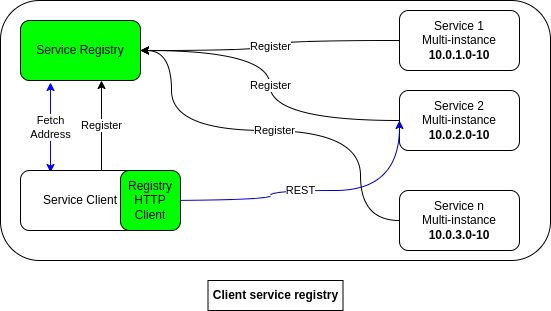 Service Registry
Service 1
Multi-instance
10.0.1.0-10
Register
Register
Register
Service 2
Multi-instance
10.0.2.0-10
Fetch
Address
Register
Service Client
Registry
HTTP
Client
REST
Service n
Multi-instance
10.0.3.0-10
Client service registry